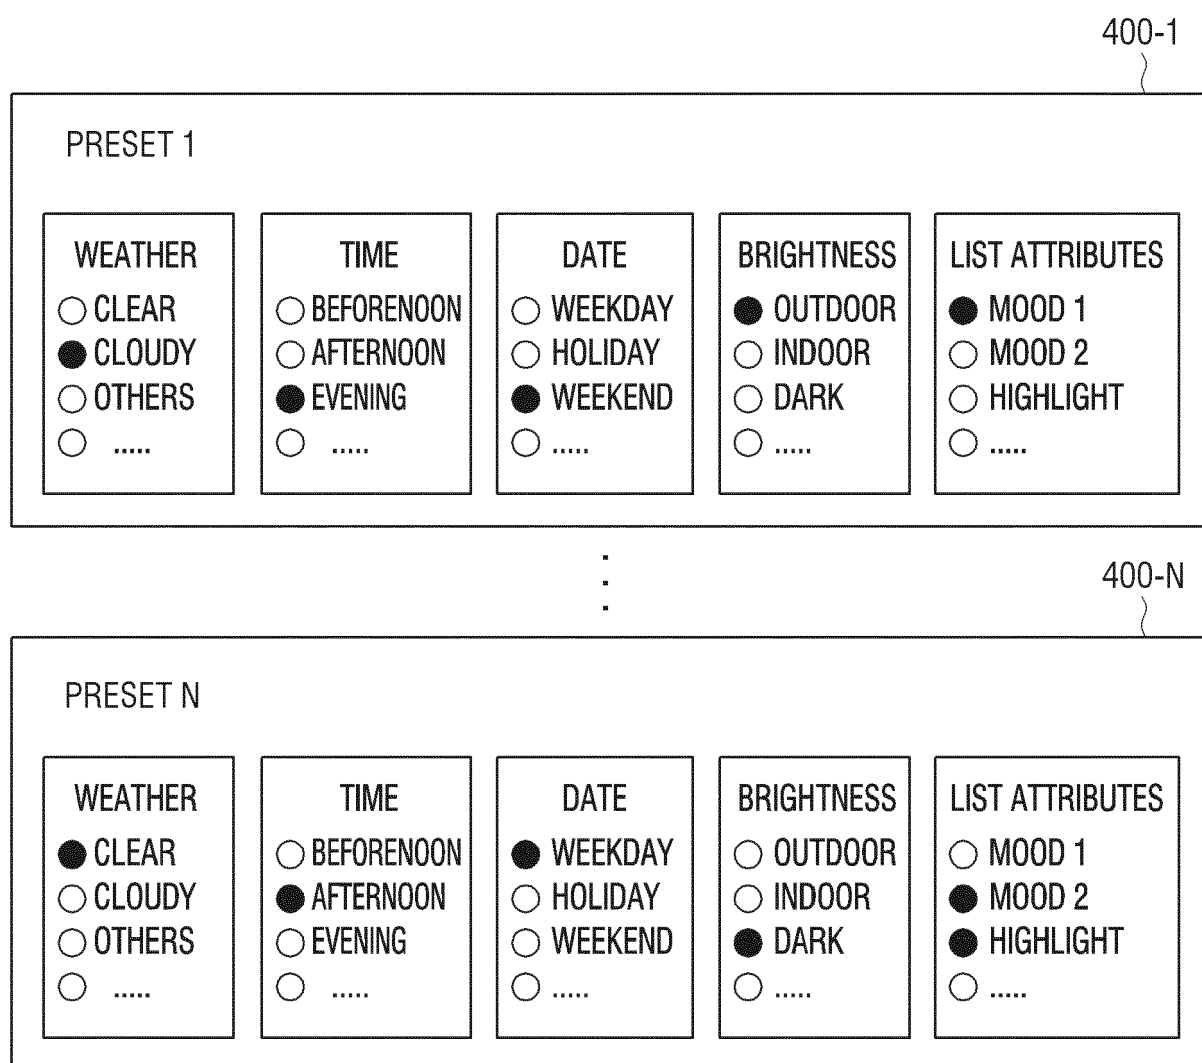 400-1
PRESET 1
WEATHER TIME DATE BRIGHTNESS LIST ATTRIBUTES
CLEAR BEFORENOON WEEKDAY OUTDOOR MOOD 1
CLOUDY AFTERNOON HOLIDAY INDOOR MOOD 2
OTHERS EVENING WEEKEND DARK HIGHLIGHT
..... ..... ..... ..... .....
400-N
PRESET N
WEATHER TIME DATE BRIGHTNESS LIST ATTRIBUTES
CLEAR BEFORENOON WEEKDAY OUTDOOR MOOD 1
CLOUDY AFTERNOON HOLIDAY INDOOR MOOD 2
OTHERS EVENING WEEKEND DARK HIGHLIGHT
..... ..... ..... ..... .....